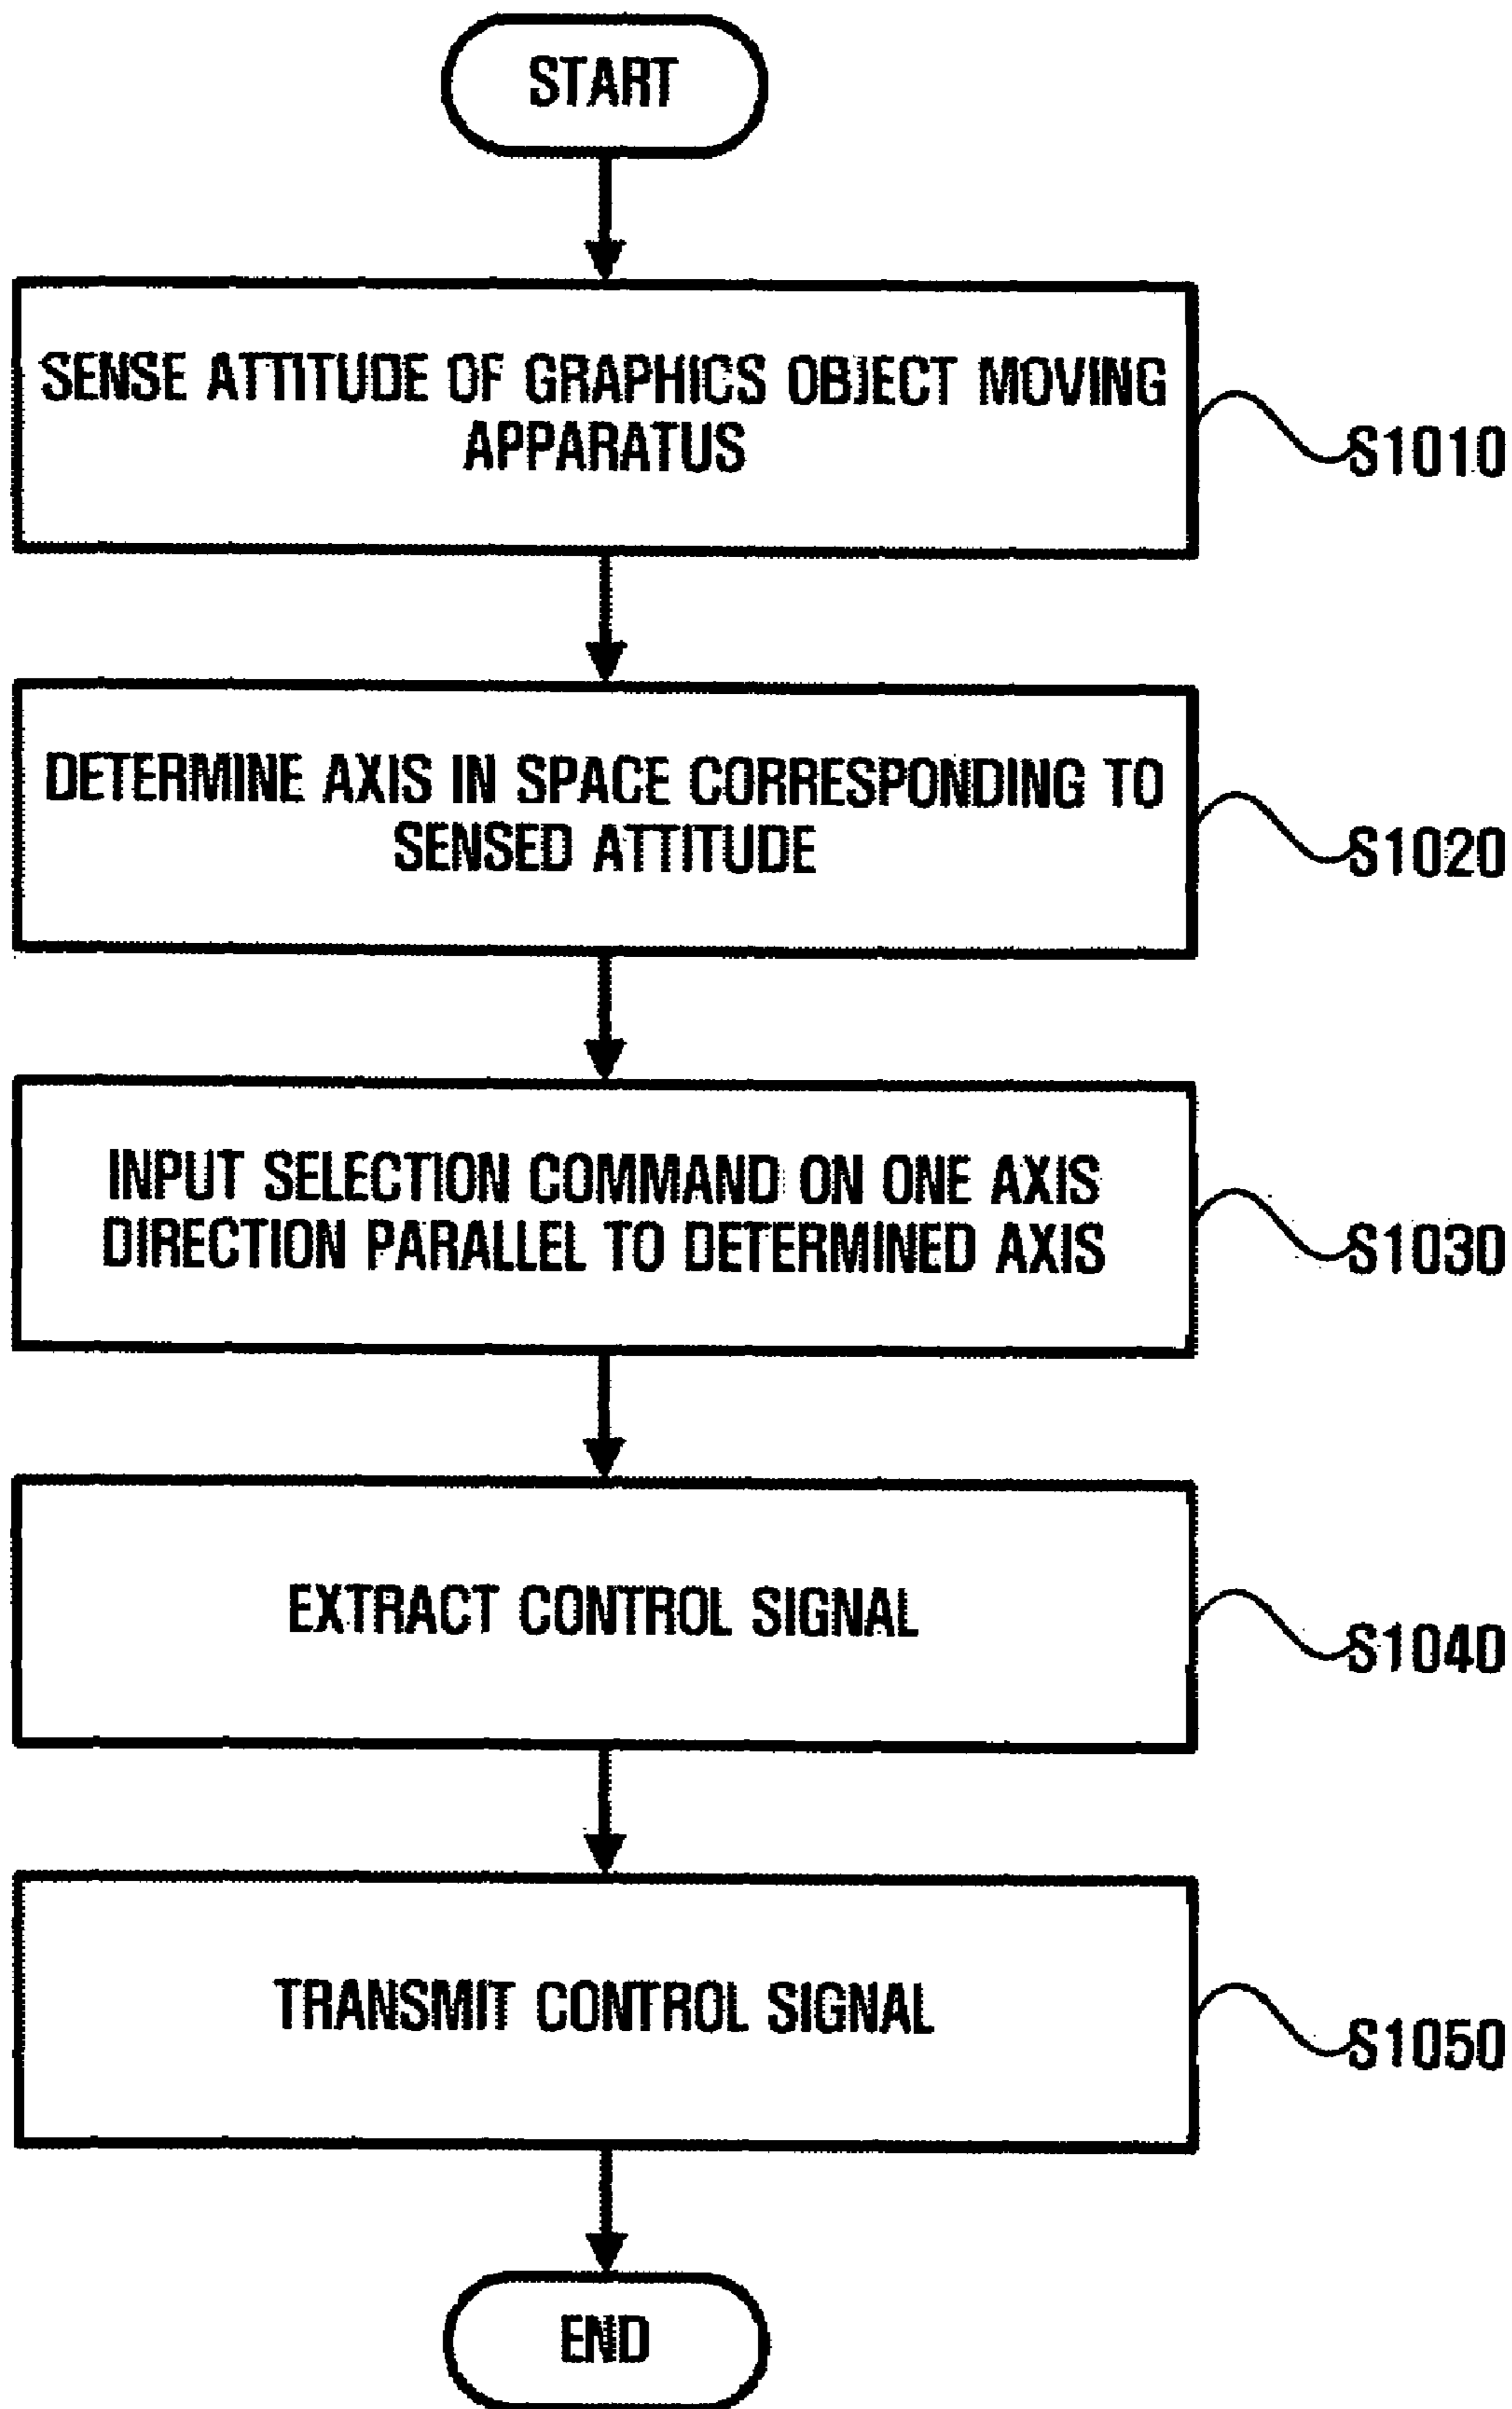 START
SENSE ATTITUDE OF GRAPHICS OBJECT MOVING
APPARATUS
S1010
DETERMINE AXIS IN SPACE CORRESPONDING TO
SENSED ATTITUDE
S1020
INPUT SELECTION COMMAND ON ONE AXIS
DIRECTION PARALLEL TO DETERMINED AXIS
S1030
EXTRACT CONTROL SIGNAL
S1040
TRANSMIT CONTROL SIGNAL
S1050
END